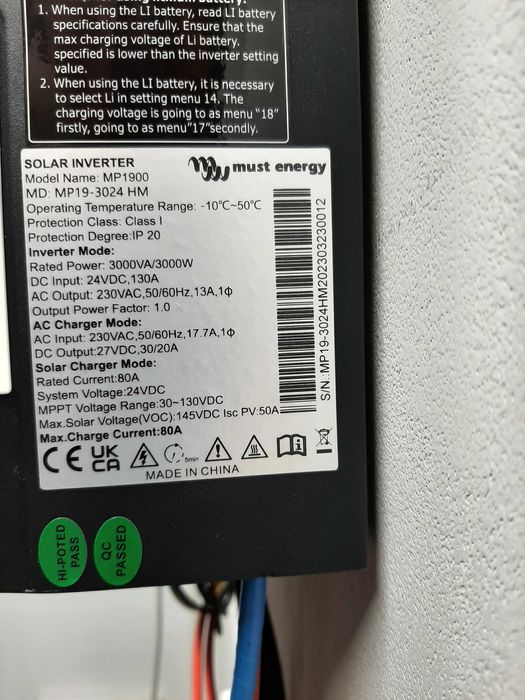 1. When using the LI battery, read LI battery
specifications carefully. Ensure that the
max charging voltage of Li battery.
specified is lower than the inverter setting
value.
2. When using the LI battery, it is necessary
to select Li in setting menu 14. The
charging voltage is going to as menu "18"
firstly, going to as menu"17"secondly.
SOLAR INVERTER
must energy
Model Name: MP1900
MD: MP19-3024 HM
Operating Temperature Range: -10℃~50℃
Protection Class: Class I
Protection Degree:IP 20
Inverter Mode:
Rated Power: 3000VA/3000W
DC Input: 24VDC,130A
AC Output: 230VAC,50/60Hz,13A,1Φ
Output Power Factor: 1.0
AC Charger Mode:
AC Input: 230VAC,50/60Hz,17.7A,1Φ
DC Output:27VDC,30/20A
Solar Charger Mode:
Rated Current:80A
System Voltage:24VDC
MPPT Voltage Range:30~130VDC
Max.Solar Voltage(VOC):145VDC Isc PV:50A
Max.Charge Current:80A
S/N:MP19-3024HM202303230012
CE UK CA 5min
MADE IN CHINA
HI-POTED
PASS
QC
PASSED